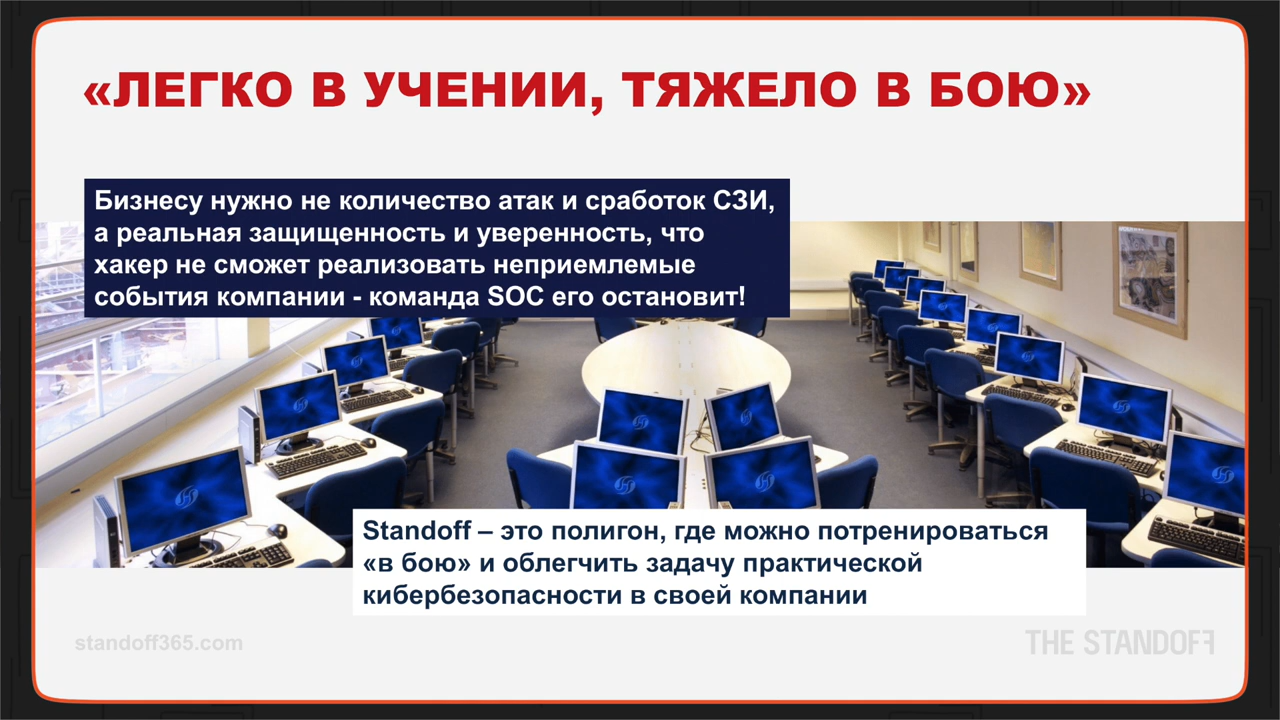 «ЛЕГКО В УЧЕНИИ, ТЯЖЕЛО В БОЮ»
Бизнесу нужно не количество атак и сработок СЗИ,
а реальная защищенность и уверенность, что
хакер не сможет реализовать неприемлемые
события компании - команда SOC его остановит!
Standoff – это полигон, где можно потренироваться
«в бою» и облегчить задачу практической
кибербезопасности в своей компании
standoff365.com
THE STANDOFF